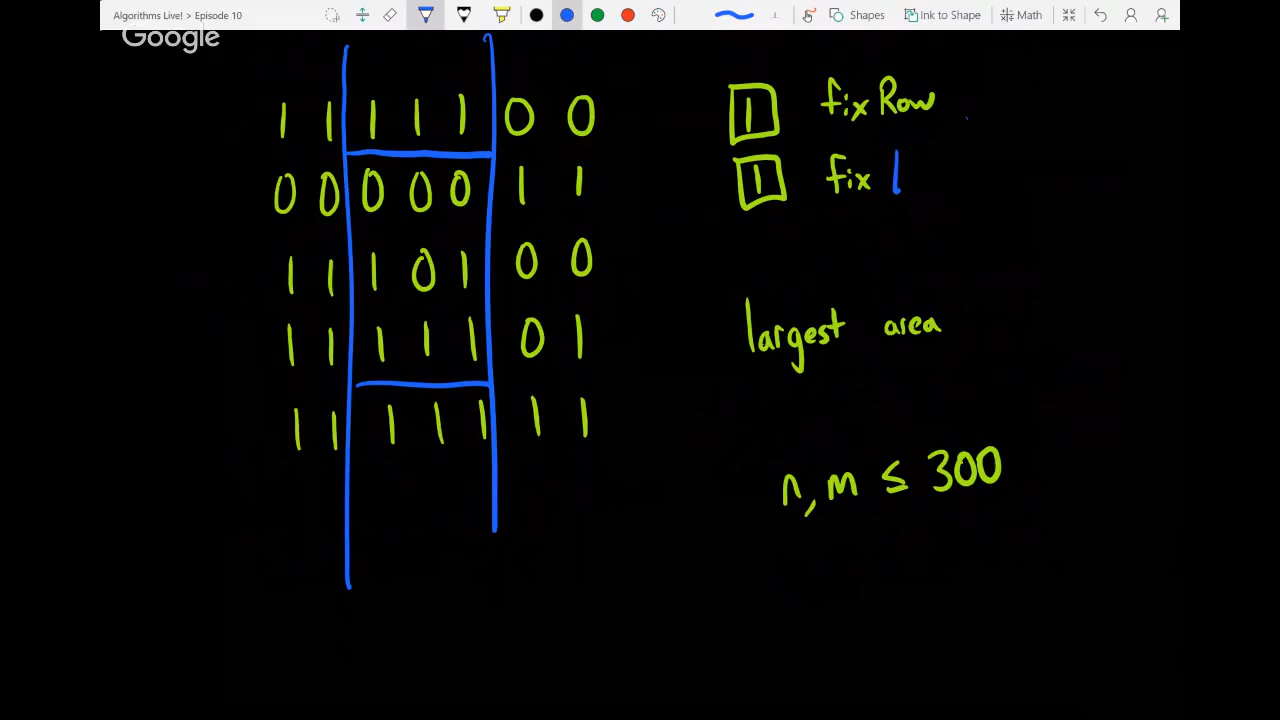 Algorithms Live! > Episode 10
Shapes
Ink to Shape
Math
Google
1 1 1 1 1 0 0
0 0 0 0 0 1 1
1 1 1 0 1 0 0
1 1 1 1 1 0 1
1 1 1 1 1 1 1
1 fix Row
1 fix
largest area
n, m ≤ 300